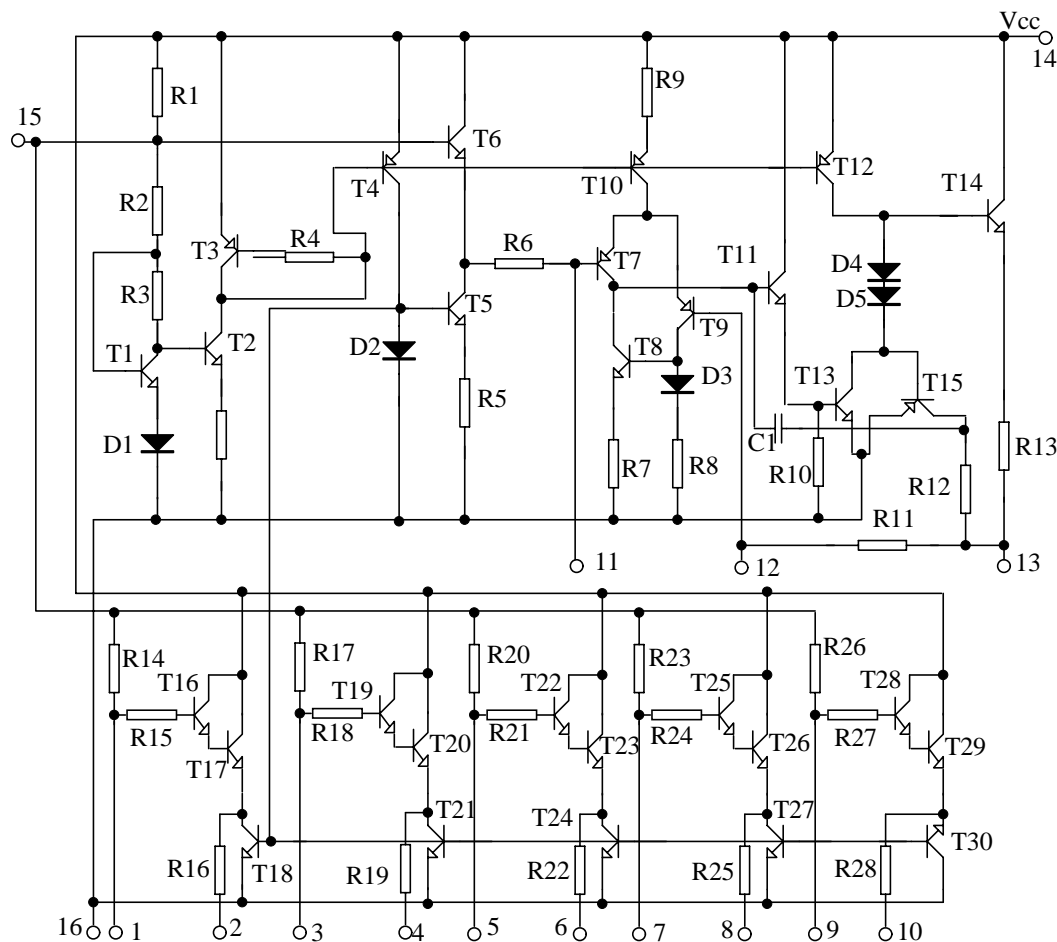 Vcc
14
R1
R9
15
T6
T4
T10
T12
T14
R2
T3
R4
R6
T7
T11
D4
R3
D5
T1
T2
D2
T5
T8
T9
D3
T13
T15
R5
D1
C1
R13
R7
R8
R10
R12
R11
11
12
13
R14
R17
R20
R23
R26
T16
T19
T22
T25
T28
R15
R18
R21
R24
R27
T17
T20
T23
T26
T29
T21
T24
T27
T30
R16
T18
R19
R22
R25
R28
16
1
2
3
4
5
6
7
8
9
10